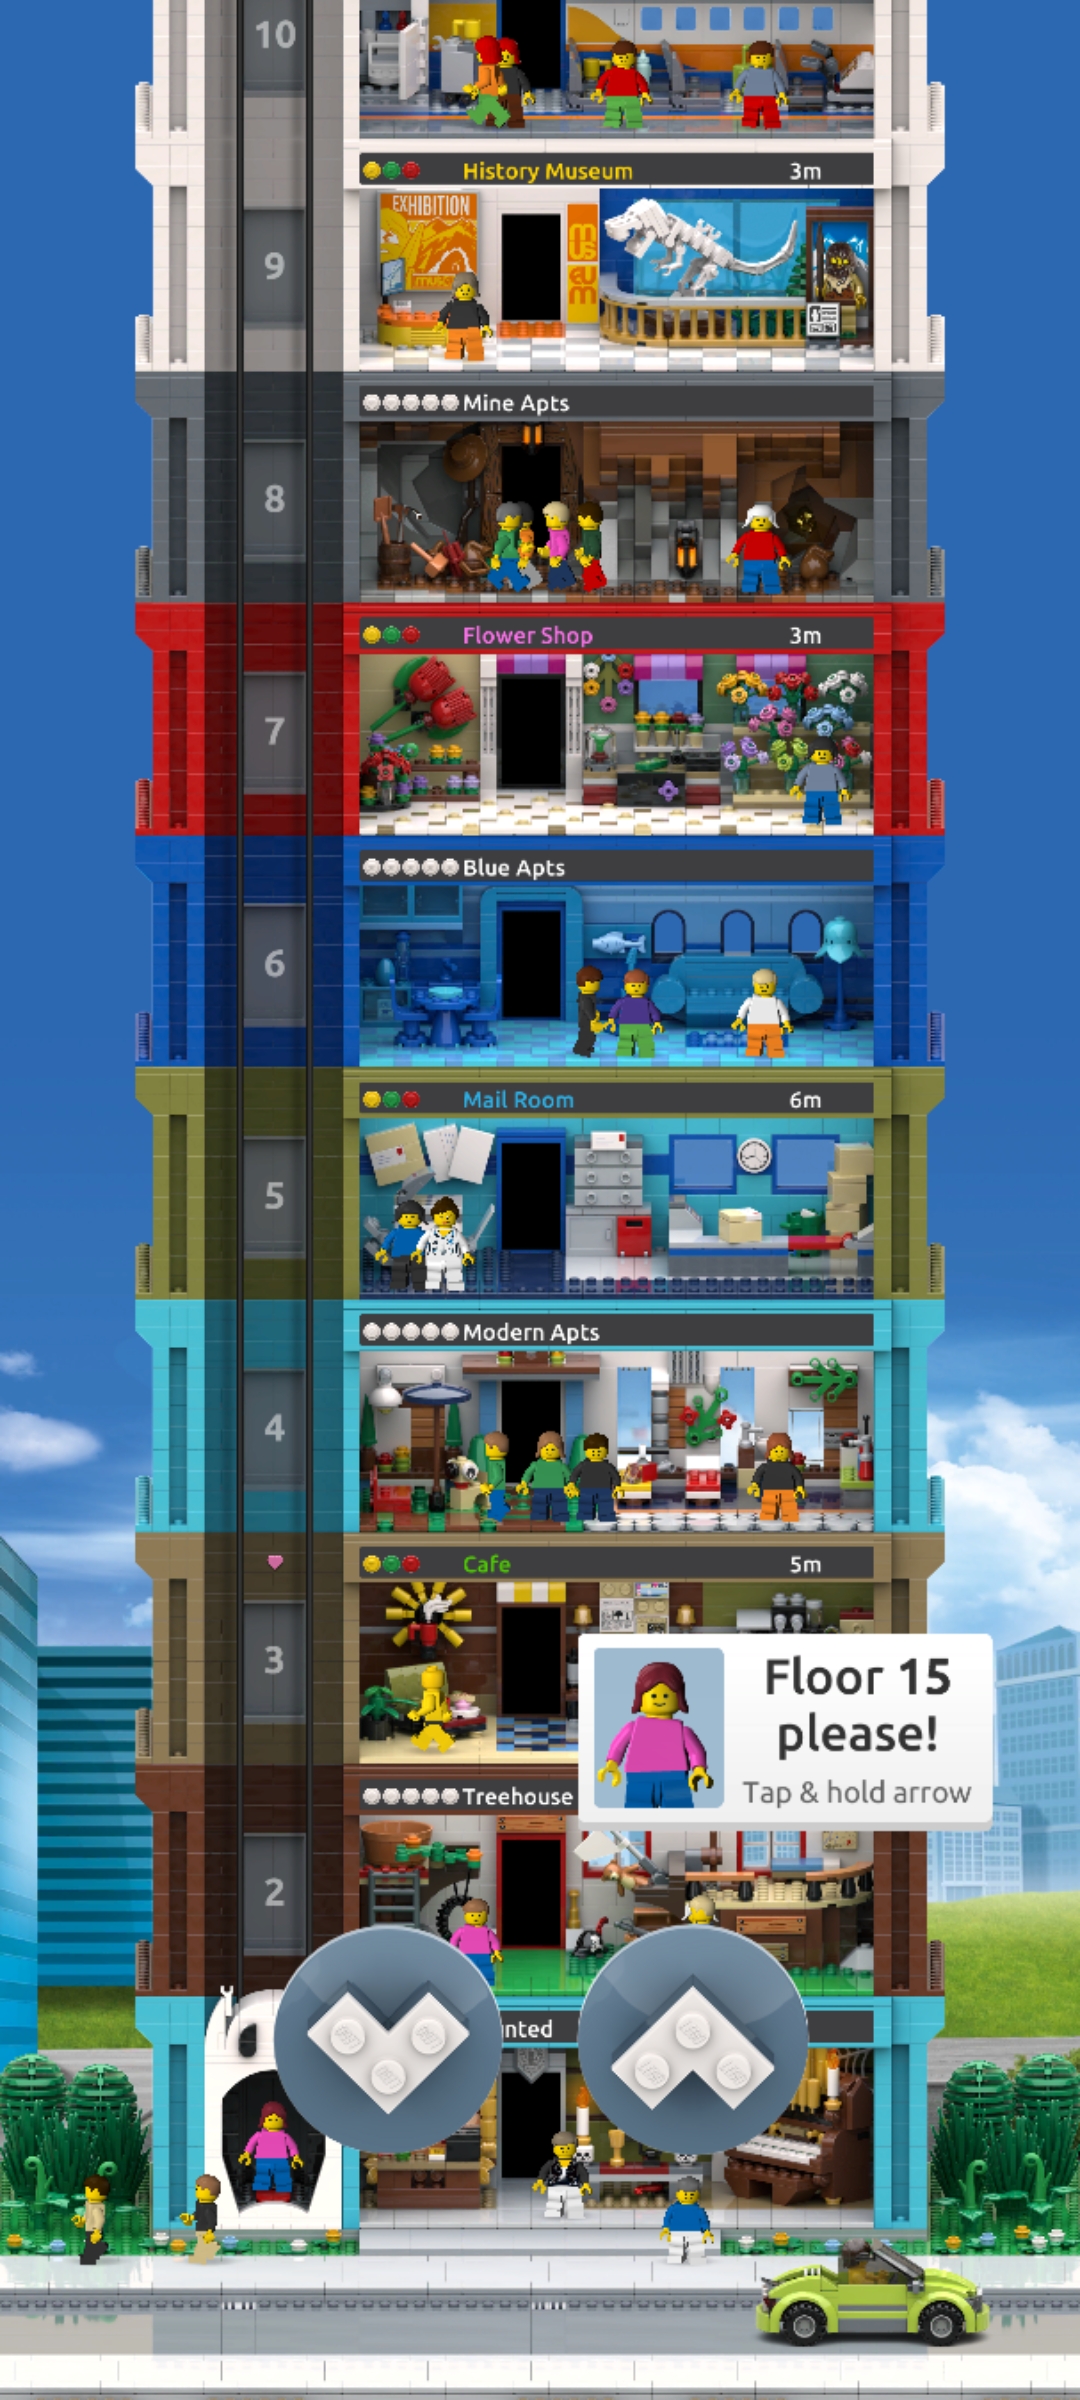 10
History Museum 3m
EXHIBITION
museum
9
Mine Apts
8
Flower Shop 3m
7
Blue Apts
6
Mail Room 6m
5
Modern Apts
4
Cafe 5m
3
Floor 15
please!
Tap & hold arrow
Treehouse
2
nted